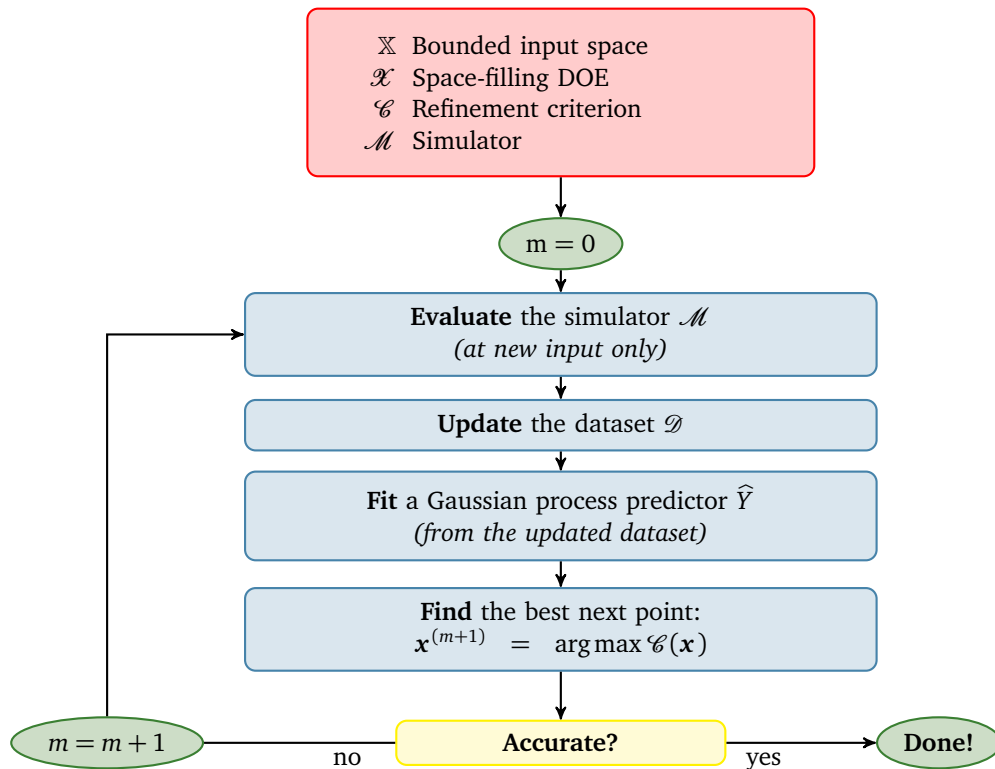 𝕏 Bounded input space
𝒳 Space-filling DOE
𝒞 Refinement criterion
ℳ Simulator
m = 0
Evaluate the simulator ℳ
(at new input only)
Update the dataset 𝒟
Fit a Gaussian process predictor Ŷ
(from the updated dataset)
Find the best next point:
x^(m+1) = arg max 𝒞(x)
m = m + 1
no
Accurate?
yes
Done!